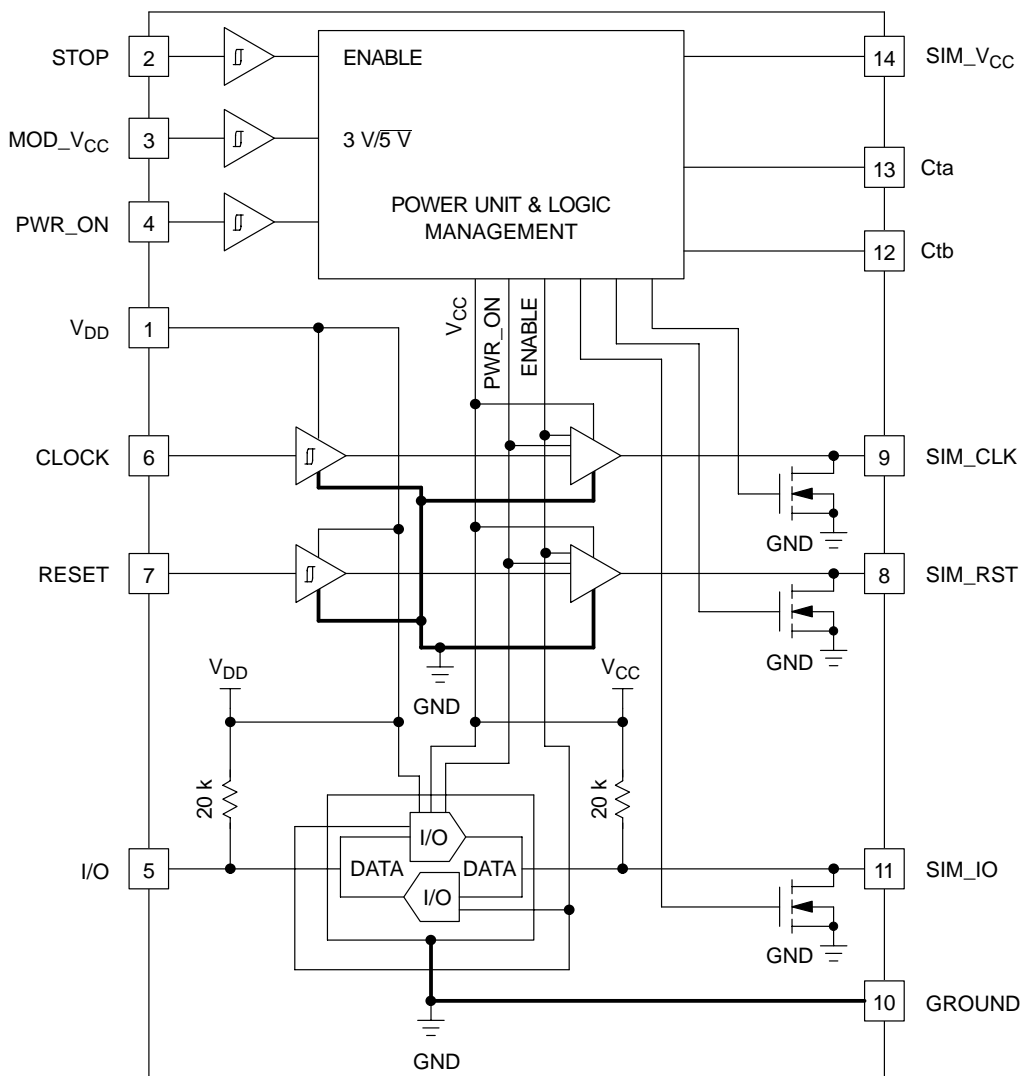 STOP 2 ENABLE 14 SIM_VCC
MOD_VCC 3 3 V/5 V 13 Cta
PWR_ON 4 POWER UNIT & LOGIC
MANAGEMENT 12 Ctb
VDD 1 VCC PWR_ON ENABLE
CLOCK 6 9 SIM_CLK
GND
RESET 7 8 SIM_RST
GND
VDD GND VCC
20 k 20 k
I/O
I/O 5 DATA DATA 11 SIM_IO
I/O
GND
10 GROUND
GND